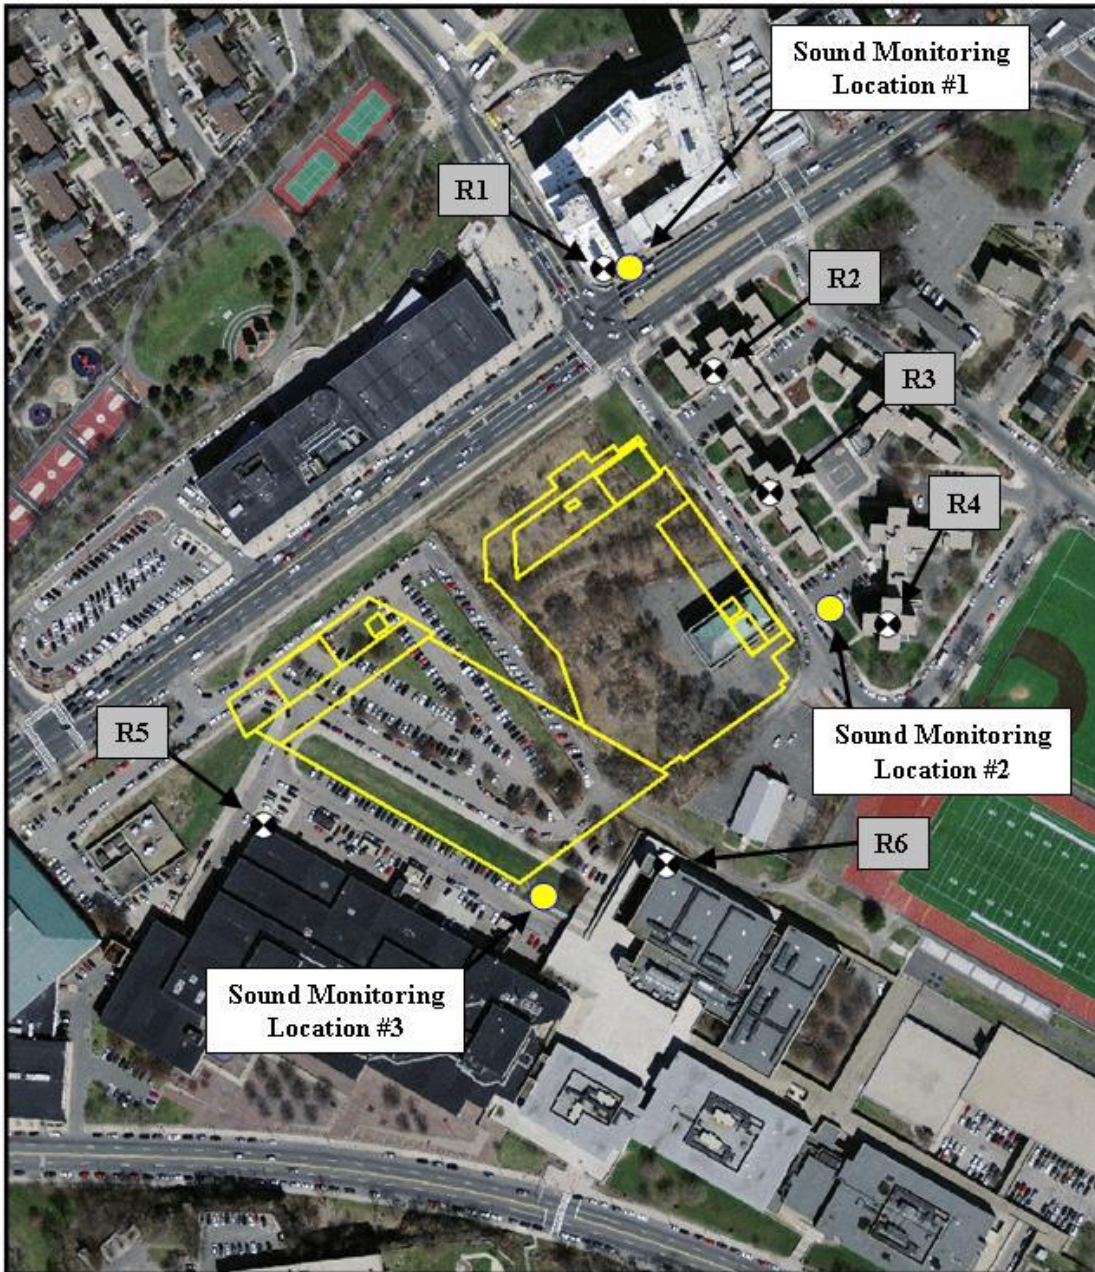 Sound Monitoring
Location #1
R1
R2
R3
R4
R5
Sound Monitoring
Location #2
R6
Sound Monitoring
Location #3